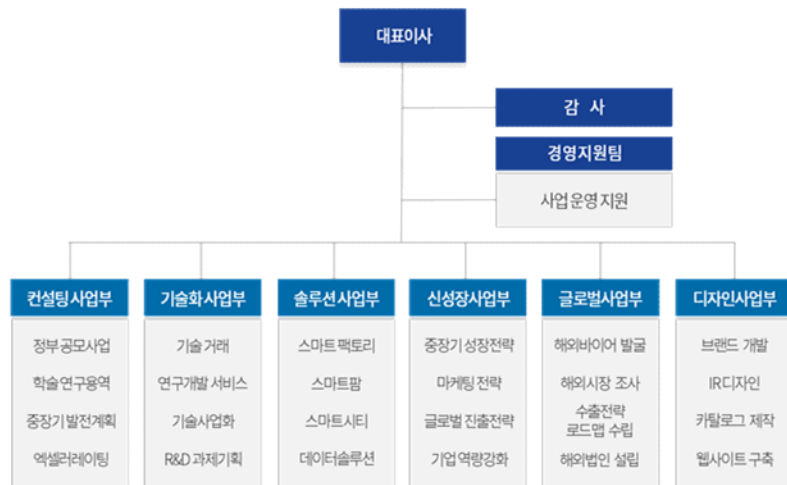 대표이사
감 사
경영지원팀
사업 운영 지원
컨설팅 사업부
정부 공모사업
학술 연구용역
중장기 발전계획
엑셀러레이팅
기술화 사업부
기술 거래
연구개발 서비스
기술사업화
R&D 과제기획
솔루션 사업부
스마트 팩토리
스마트팜
스마트시티
데이터솔루션
신성장사업부
중장기 성장전략
마케팅 전략
글로벌 진출전략
기업 역량강화
글로벌사업부
해외바이어 발굴
해외시장 조사
수출전략
로드맵 수립
해외법인 설립
디자인사업부
브랜드 개발
IR디자인
카탈로그 제작
웹사이트 구축